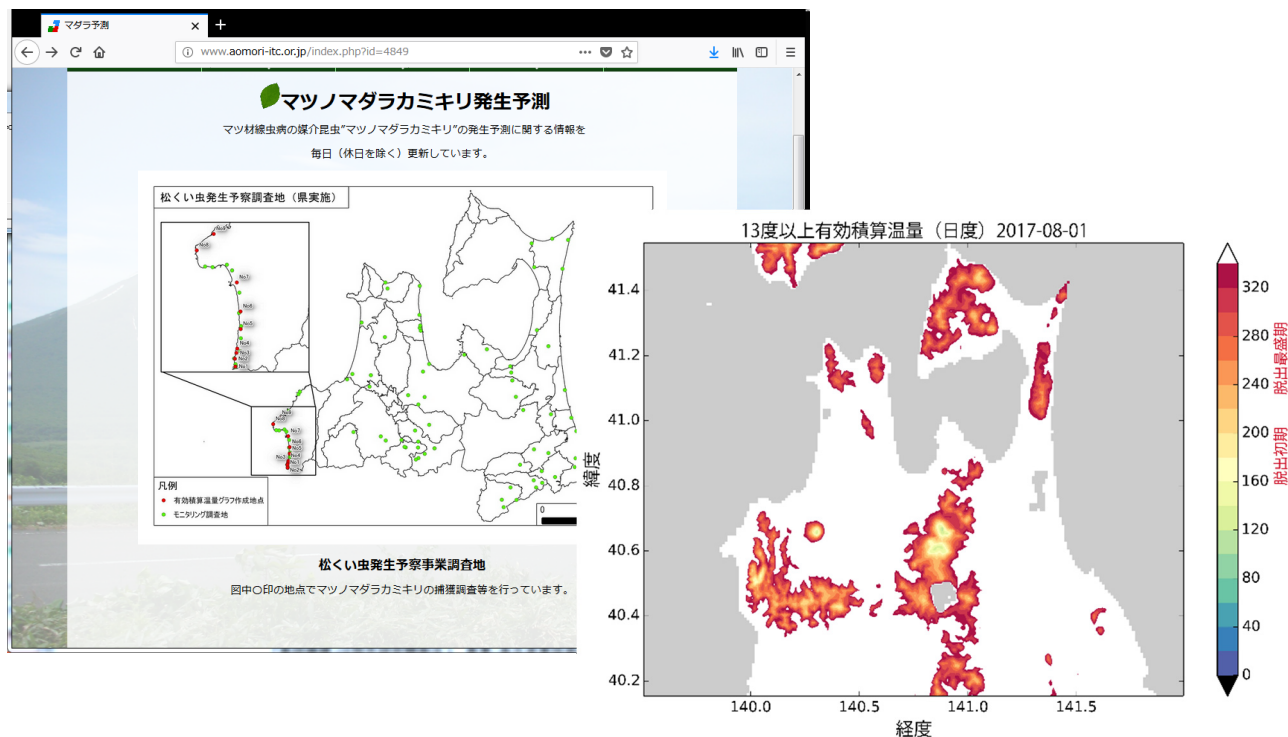 マダラ予測
www.aomori-itc.or.jp/index.php?id=4849
マツノマダラカミキリ発生予測
マツ材線虫病の媒介昆虫”マツノマダラカミキリ”の発生予測に関する情報を
毎日（休日を除く）更新しています。
松くい虫発生予察調査地（県実施）
No7
No6
No5
No4
No3
No2
No1
凡例
有効積算温量グラフ作成地点
モニタリング調査地
0
松くい虫発生予察事業調査地
図中○印の地点でマツノマダラカミキリの捕獲調査等を行っています。
13度以上有効積算温量（日度）2017-08-01
緯度
41.4
41.2
41.0
40.8
40.6
40.4
40.2
140.0 140.5 141.0 141.5
経度
320
280
240
200
160
120
80
40
0
脱出最盛期
脱出初期